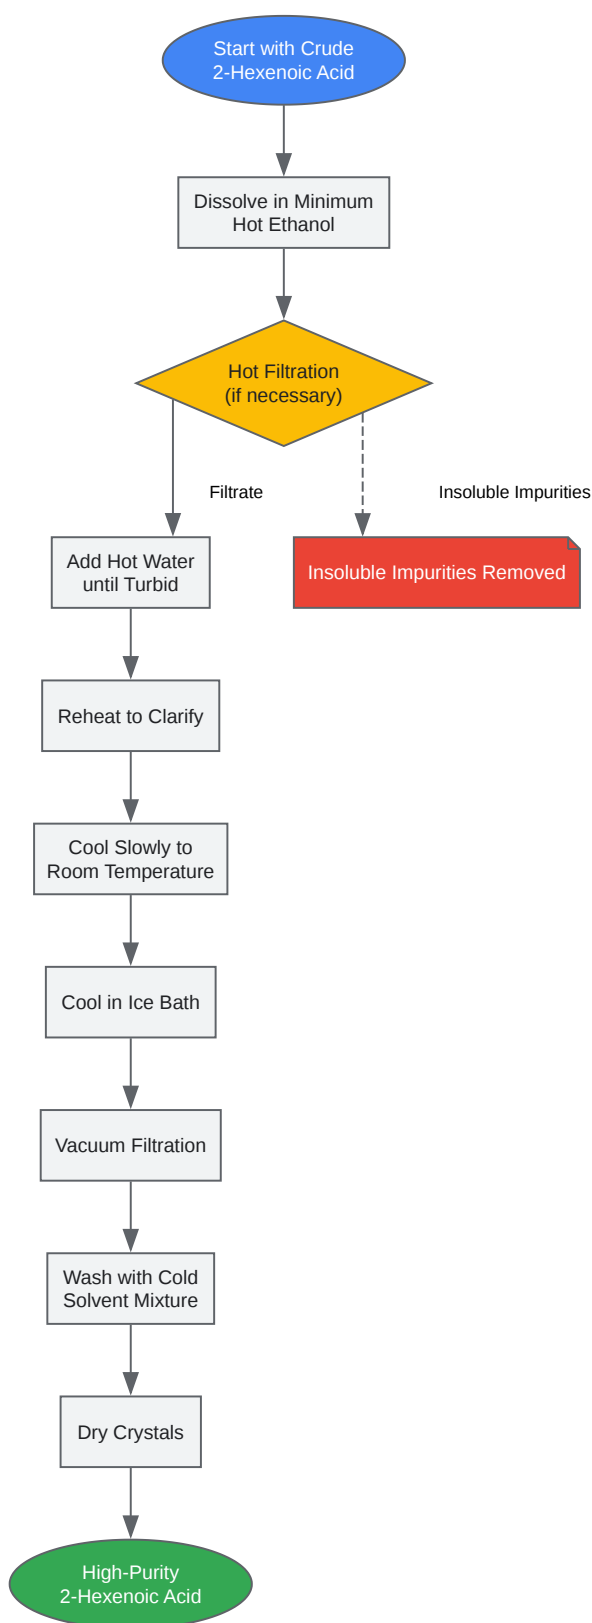 Start with Crude
2-Hexenoic Acid
Dissolve in Minimum
Hot Ethanol
Hot Filtration
(if necessary)
Filtrate
Insoluble Impurities
Add Hot Water
until Turbid
Insoluble Impurities Removed
Reheat to Clarify
Cool Slowly to
Room Temperature
Cool in Ice Bath
Vacuum Filtration
Wash with Cold
Solvent Mixture
Dry Crystals
High-Purity
2-Hexenoic Acid